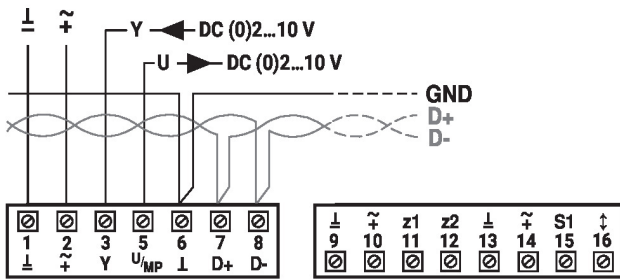 ⊥ ~+
Y DC (0)2...10 V
U DC (0)2...10 V
GND
D+
D-
1 2 3 5 6 7 8
⊥ ~+ Y U/MP ⊥ D+ D-
⊥ ~+ z1 z2 ⊥ ~+ S1 ↕
9 10 11 12 13 14 15 16